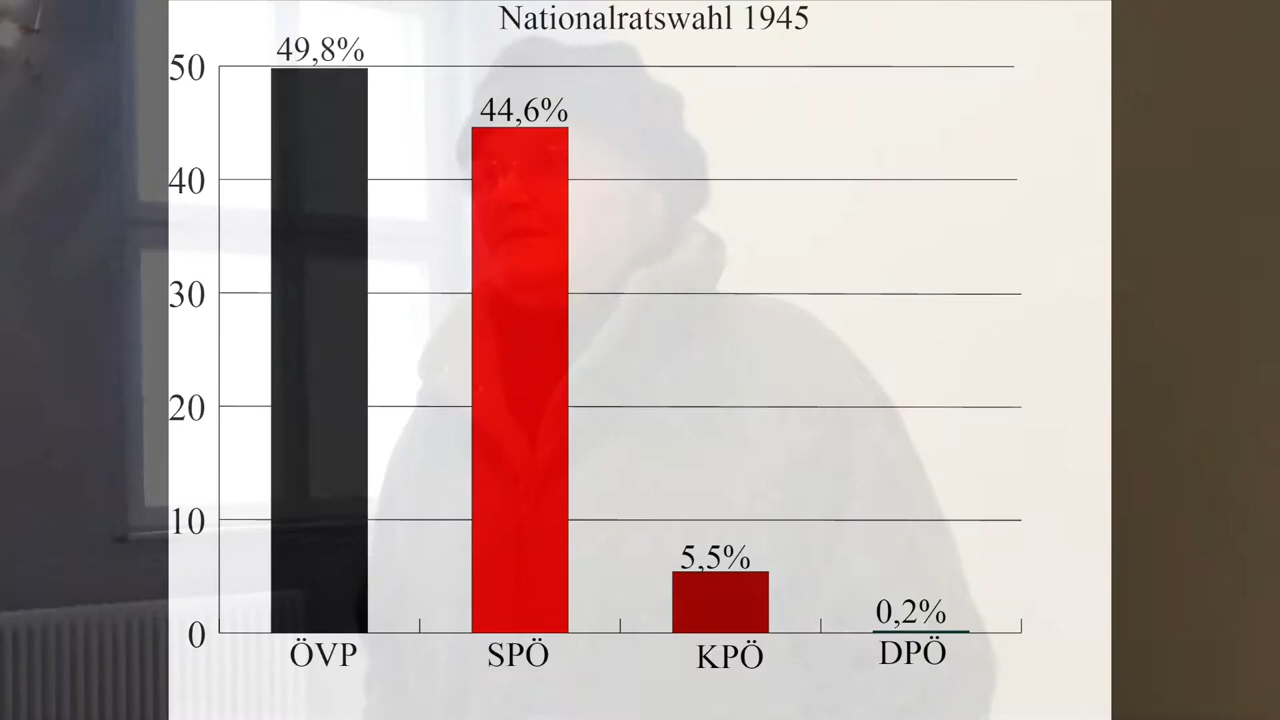 Nationalratswahl 1945
49,8%
44,6%
5,5%
0,2%
50
40
30
20
10
0
ÖVP
SPÖ
KPÖ
DPÖ